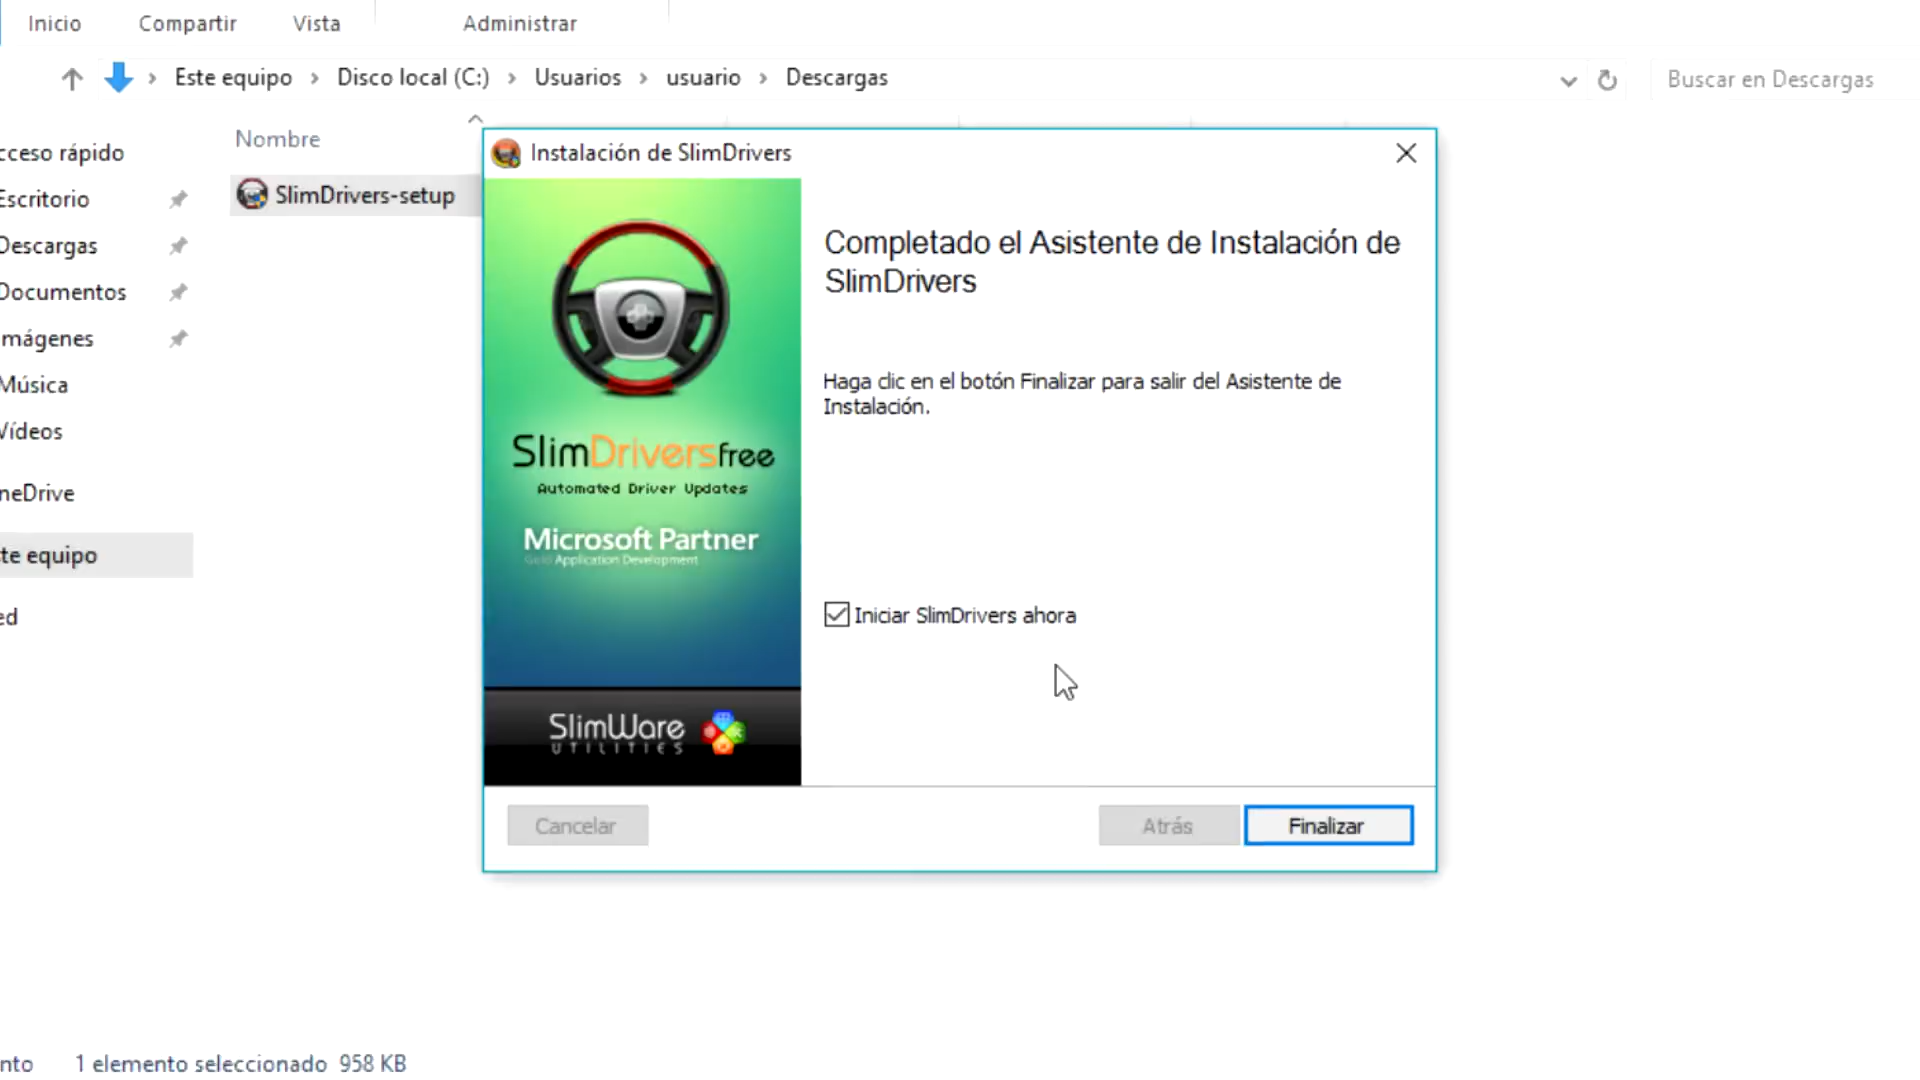 Inicio Compartir Vista Administrar
Este equipo Disco local (C:) Usuarios usuario Descargas Buscar en Descargas
cceso rápido
Escritorio
Descargas
Documentos
mágenes
Música
Vídeos
neDrive
te equipo
ed
Nombre
SlimDrivers-setup
Instalación de SlimDrivers
SlimDriversfree
Automated Driver Updates
Microsoft Partner
Gold Application Development
SlimWare
UTILITIES
Completado el Asistente de Instalación de
SlimDrivers
Haga clic en el botón Finalizar para salir del Asistente de
Instalación.
Iniciar SlimDrivers ahora
Cancelar Atrás Finalizar
nto 1 elemento seleccionado 958 KB